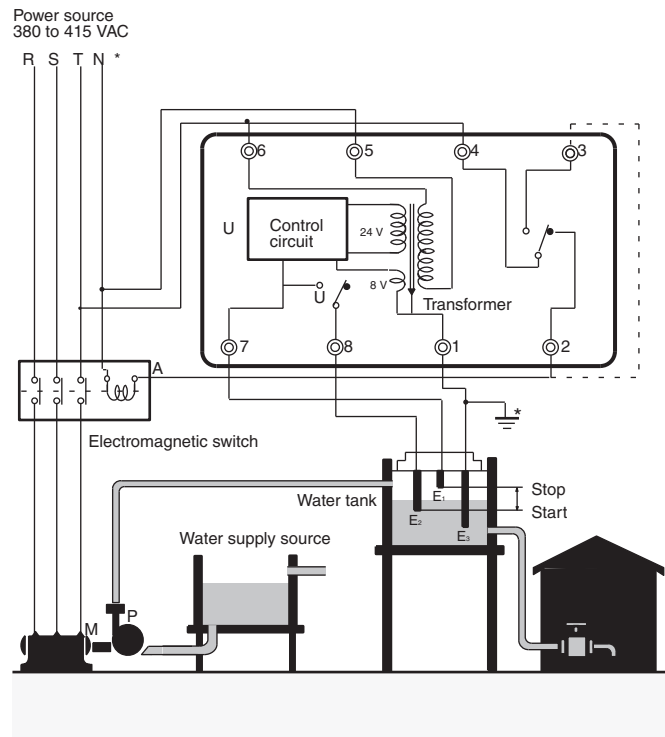 Power source
380 to 415 VAC
R S T N *
6 5 4 3
U
Control
circuit
24 V
8 V
U
Transformer
7 8 1 2
A
*
Electromagnetic switch
Water tank
E1
Stop
E2
Start
E3
Water supply source
P
M